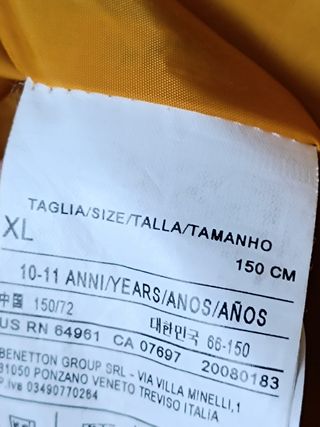 TAGLIA/SIZE/TALLA/TAMANHO
XL 150 CM
10-11 ANNI/YEARS/ANOS/AÑOS
中国 150/72 대한민국 66-150
US RN 64961 CA 07697 20080183
BENETTON GROUP SRL - VIA VILLA MINELLI,1
31050 PONZANO VENETO TREVISO ITALIA
P.Iva 03490770264